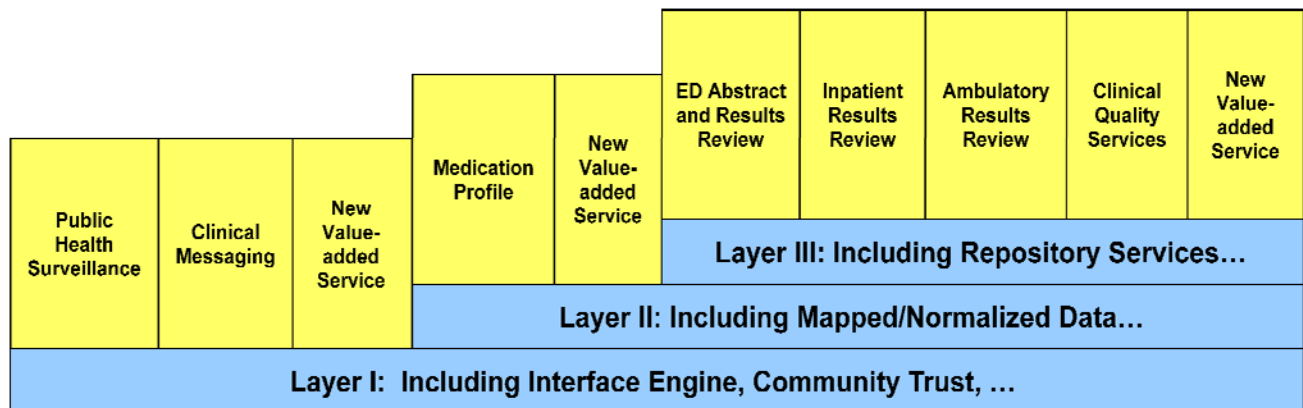 Public
Health
Surveillance
Clinical
Messaging
New
Value-
added
Service
Medication
Profile
New
Value-
added
Service
ED Abstract
and Results
Review
Inpatient
Results
Review
Ambulatory
Results
Review
Clinical
Quality
Services
New
Value-
added
Service
Layer III: Including Repository Services…
Layer II: Including Mapped/Normalized Data…
Layer I:  Including Interface Engine, Community Trust, …